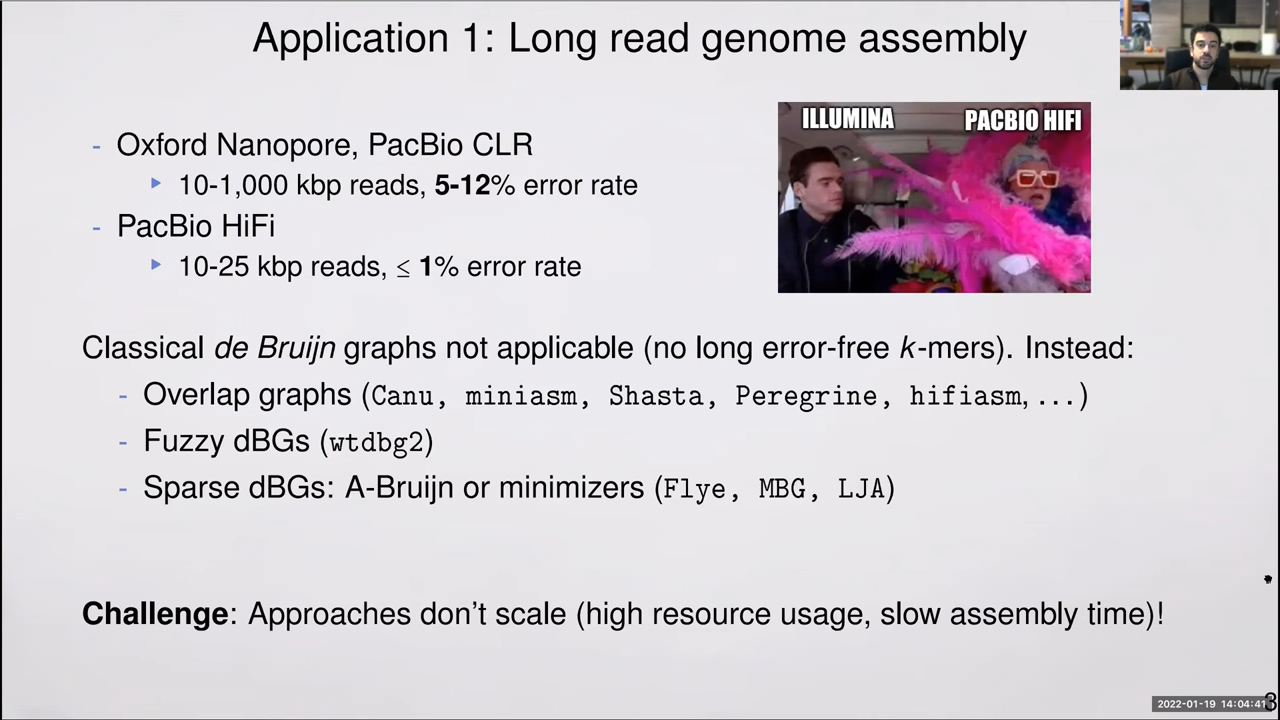 Application 1: Long read genome assembly
- Oxford Nanopore, PacBio CLR
10-1,000 kbp reads, 5-12% error rate
- PacBio HiFi
10-25 kbp reads, ≤ 1% error rate
ILLUMINA
PACBIO HIFI
Classical de Bruijn graphs not applicable (no long error-free k-mers). Instead:
- Overlap graphs (Canu, miniasm, Shasta, Peregrine, hifiasm, ...)
- Fuzzy dBGs (wtdbg2)
- Sparse dBGs: A-Bruijn or minimizers (Flye, MBG, LJA)
Challenge: Approaches don't scale (high resource usage, slow assembly time)!
2022-01-19 14:04:41
3